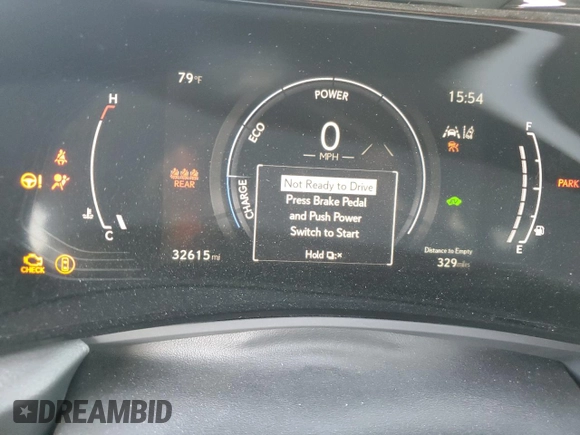 79°F
H
POWER
15:54
F
ECO
0
MPH
REAR
PARK
CHARGE
Not Ready to Drive
Press Brake Pedal
and Push Power
Switch to Start
Hold
C
E
32615 mi
Distance to Empty
329 miles
CHECK
DREAMBID